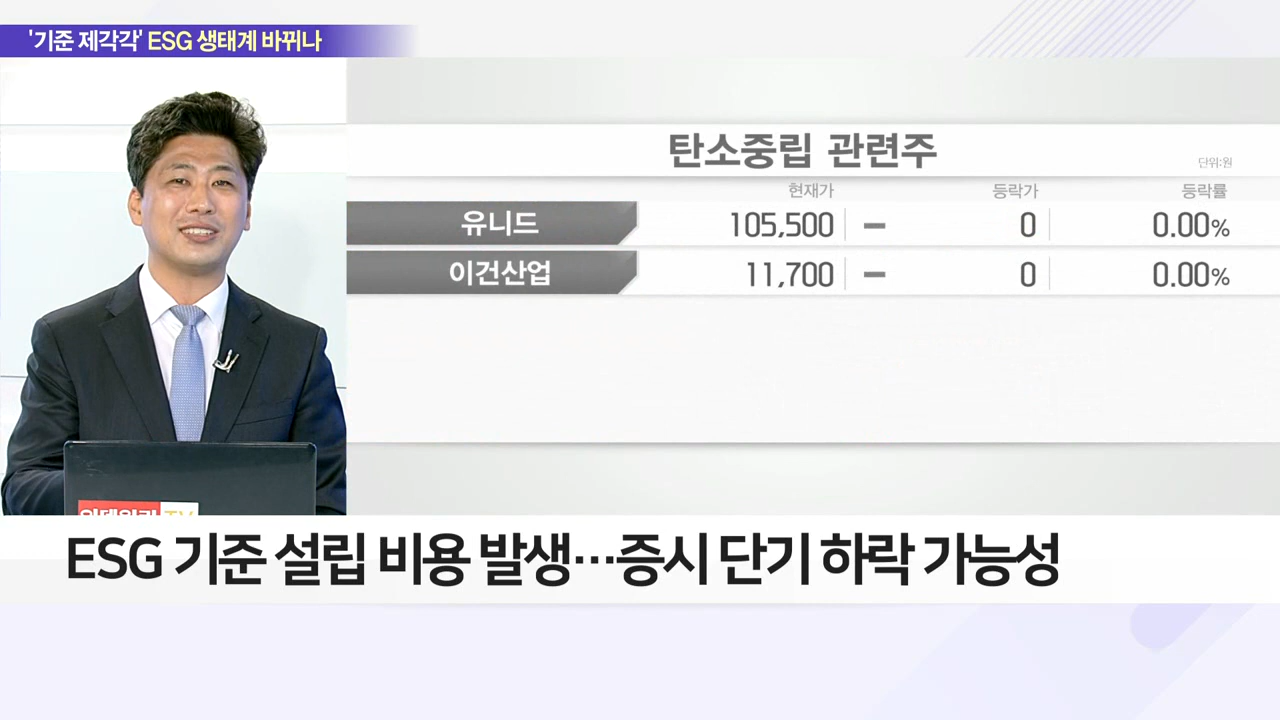 '기준 제각각' ESG 생태계 바뀌나
탄소중립 관련주
단위:원
현재가 등락가 등락률
유니드 105,500 0 0.00%
이건산업 11,700 0 0.00%
ESG 기준 설립 비용 발생…증시 단기 하락 가능성